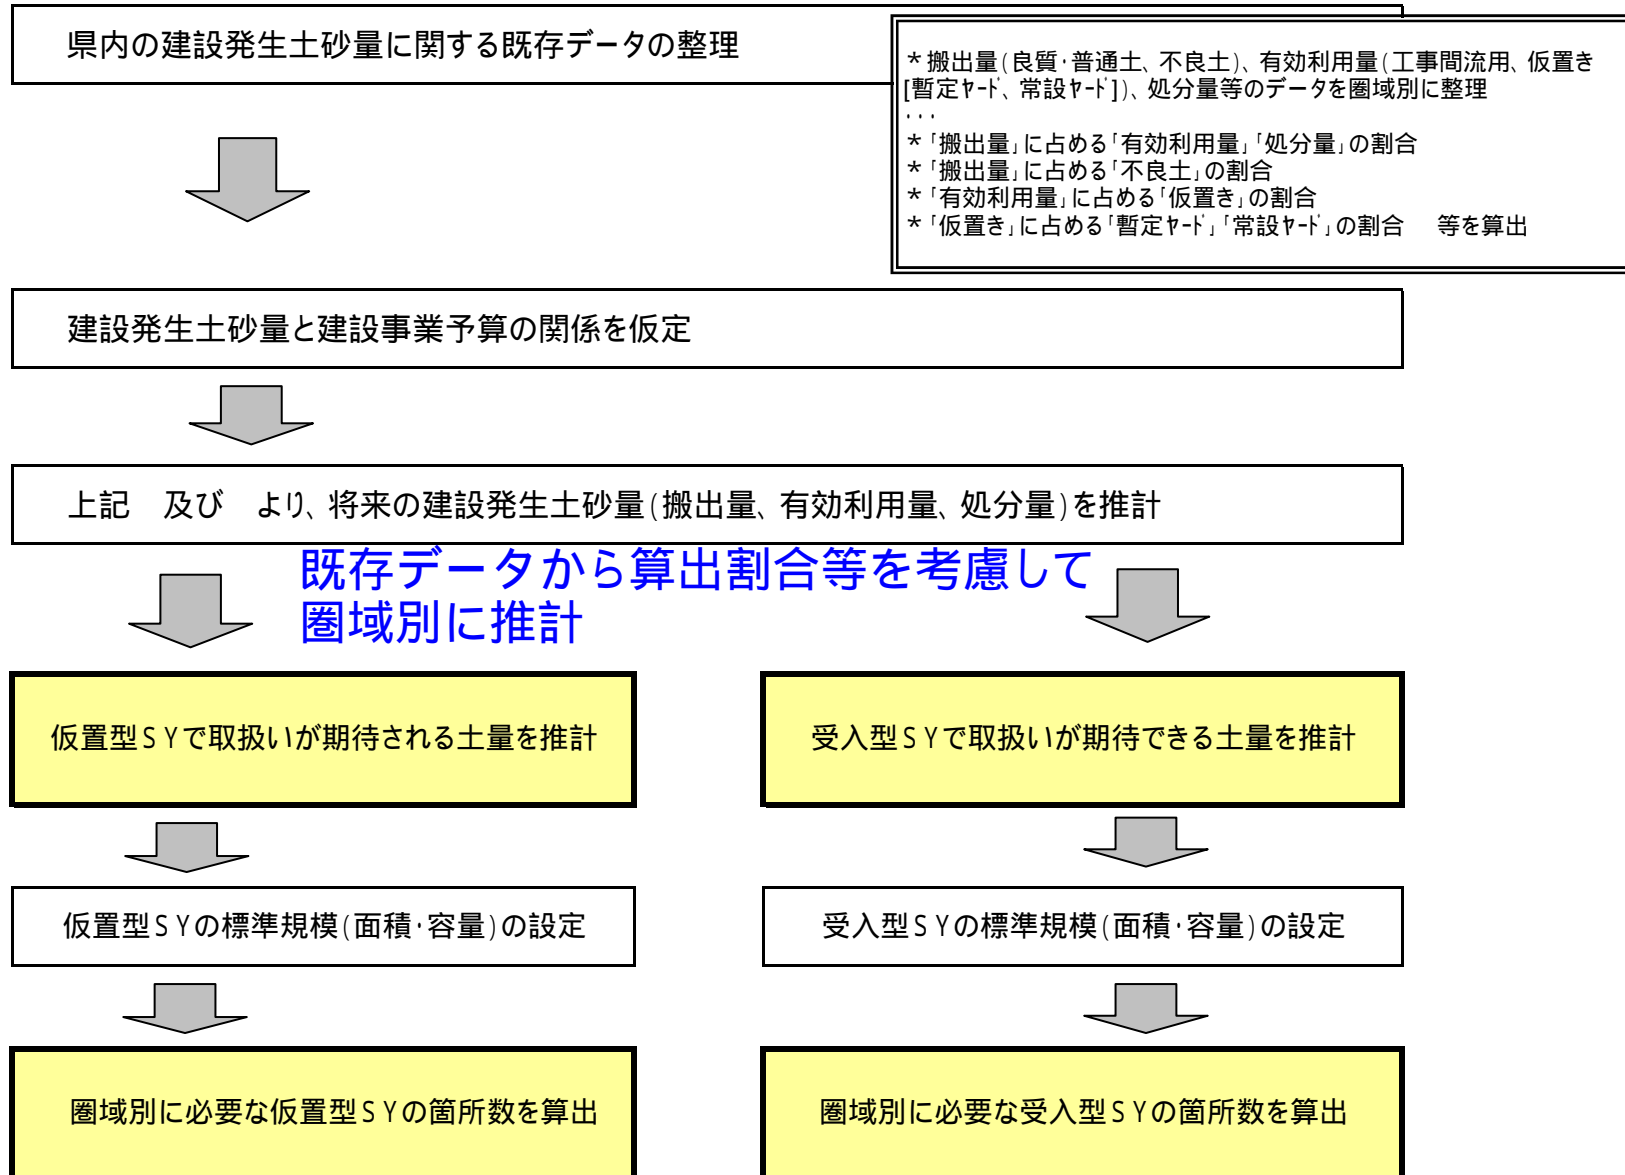 県内の建設発生土砂量に関する既存データの整理
＊搬出量(良質・普通土、不良土)、有効利用量(工事間流用、仮置き
[暫定ﾔｰﾄﾞ、常設ﾔｰﾄﾞ])、処分量等のデータを圏域別に整理
・・・
＊「搬出量」に占める「有効利用量」「処分量」の割合
＊「搬出量」に占める「不良土」の割合
＊「有効利用量」に占める「仮置き」の割合
＊「仮置き」に占める「暫定ﾔｰﾄﾞ」「常設ﾔｰﾄﾞ」の割合　等を算出
建設発生土砂量と建設事業予算の関係を仮定
上記　及び　より、将来の建設発生土砂量(搬出量、有効利用量、処分量)を推計
既存データから算出割合等を考慮して
圏域別に推計
仮置型ＳＹで取扱いが期待される土量を推計
受入型ＳＹで取扱いが期待できる土量を推計
仮置型ＳＹの標準規模(面積・容量)の設定
受入型ＳＹの標準規模(面積・容量)の設定
圏域別に必要な仮置型ＳＹの箇所数を算出
圏域別に必要な受入型ＳＹの箇所数を算出